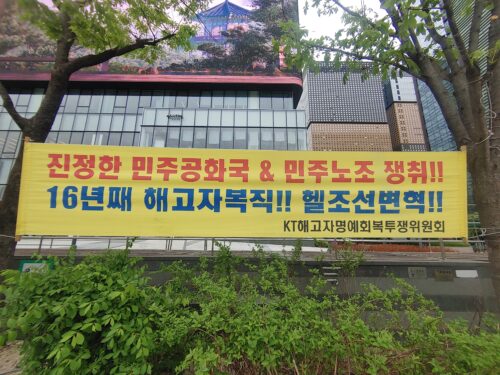 진정한 민주공화국 & 민주노조 쟁취!!
16년째 해고자복직!! 헬조선변혁!!
KT해고자명예회복투쟁위원회